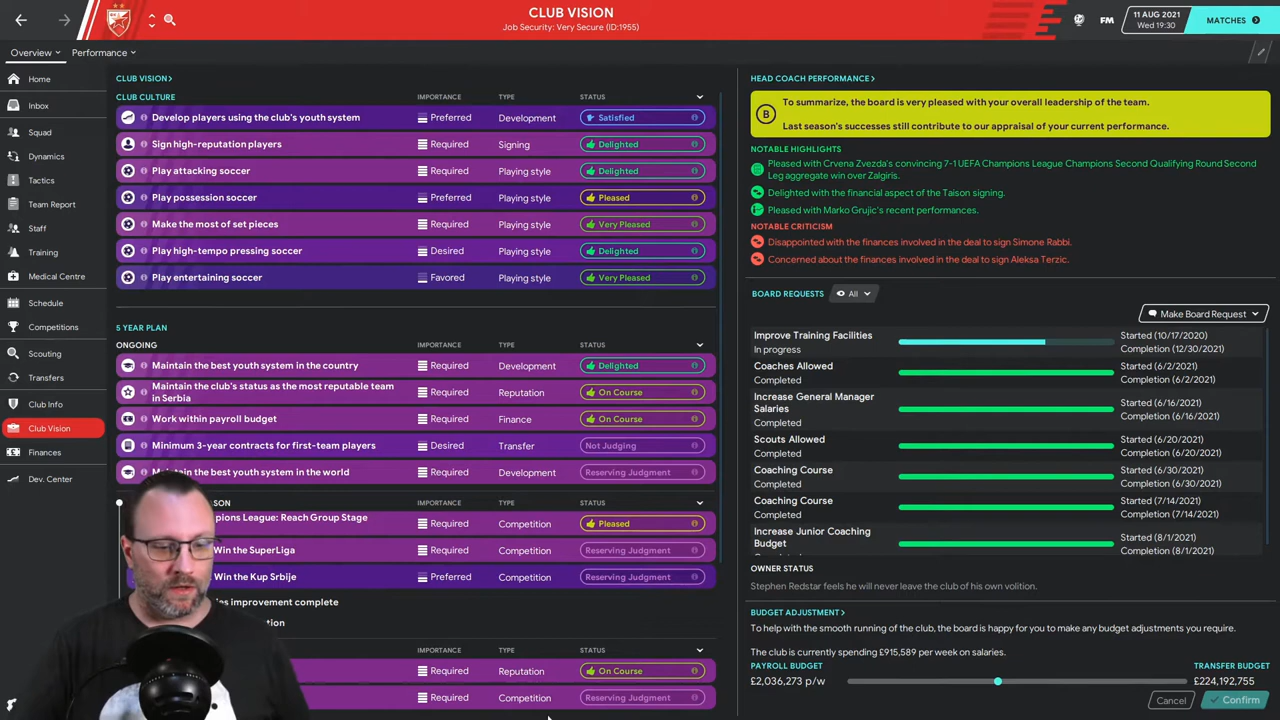 CLUB VISION
Job Security: Very Secure (ID:1955)
FM
11 AUG 2021
Wed 19:30
MATCHES
Overview
Performance
Home
Inbox
Squad
Dynamics
Tactics
Team Report
Staff
Training
Medical Centre
Schedule
Competitions
Scouting
Transfers
Club Info
Club Vision
Finances
Dev. Center
CLUB VISION
CLUB CULTURE IMPORTANCE TYPE STATUS
Develop players using the club's youth system Preferred Development Satisfied
Sign high-reputation players Required Signing Delighted
Play attacking soccer Required Playing style Delighted
Play possession soccer Preferred Playing style Pleased
Make the most of set pieces Required Playing style Very Pleased
Play high-tempo pressing soccer Desired Playing style Delighted
Play entertaining soccer Favored Playing style Very Pleased
5 YEAR PLAN
ONGOING IMPORTANCE TYPE STATUS
Maintain the best youth system in the country Required Development Delighted
Maintain the club's status as the most reputable team
in Serbia Required Reputation On Course
Work within payroll budget Required Finance On Course
Minimum 3-year contracts for first-team players Desired Transfer Not Judging
Maintain the best youth system in the world Required Development Reserving Judgment
SON IMPORTANCE TYPE STATUS
pions League: Reach Group Stage Required Competition Pleased
Win the SuperLiga Required Competition Reserving Judgment
Win the Kup Srbije Preferred Competition Reserving Judgment
es improvement complete
tion
IMPORTANCE TYPE STATUS
Required Reputation On Course
Required Competition Reserving Judgment
HEAD COACH PERFORMANCE
B
To summarize, the board is very pleased with your overall leadership of the team.
Last season's successes still contribute to our appraisal of your current performance.
NOTABLE HIGHLIGHTS
Pleased with Crvena Zvezda's convincing 7-1 UEFA Champions League Champions Second Qualifying Round Second
Leg aggregate win over Zalgiris.
Delighted with the financial aspect of the Taison signing.
Pleased with Marko Grujic's recent performances.
NOTABLE CRITICISM
Disappointed with the finances involved in the deal to sign Simone Rabbi.
Concerned about the finances involved in the deal to sign Aleksa Terzic.
BOARD REQUESTS All
Make Board Request
Improve Training Facilities Started (10/17/2020)
In progress Completion (12/30/2021)
Coaches Allowed Started (6/2/2021)
Completed Completion (6/2/2021)
Increase General Manager
Salaries Started (6/16/2021)
Completed Completion (6/16/2021)
Scouts Allowed Started (6/20/2021)
Completed Completion (6/20/2021)
Coaching Course Started (6/30/2021)
Completed Completion (6/30/2021)
Coaching Course Started (7/14/2021)
Completed Completion (7/14/2021)
Increase Junior Coaching
Budget Started (8/1/2021)
Completion (8/1/2021)
OWNER STATUS
Stephen Redstar feels he will never leave the club of his own volition.
BUDGET ADJUSTMENT
To help with the smooth running of the club, the board is happy for you to make any budget adjustments you require.
The club is currently spending £915,589 per week on salaries.
PAYROLL BUDGET TRANSFER BUDGET
£2,036,273 p/w £224,192,755
Cancel Confirm